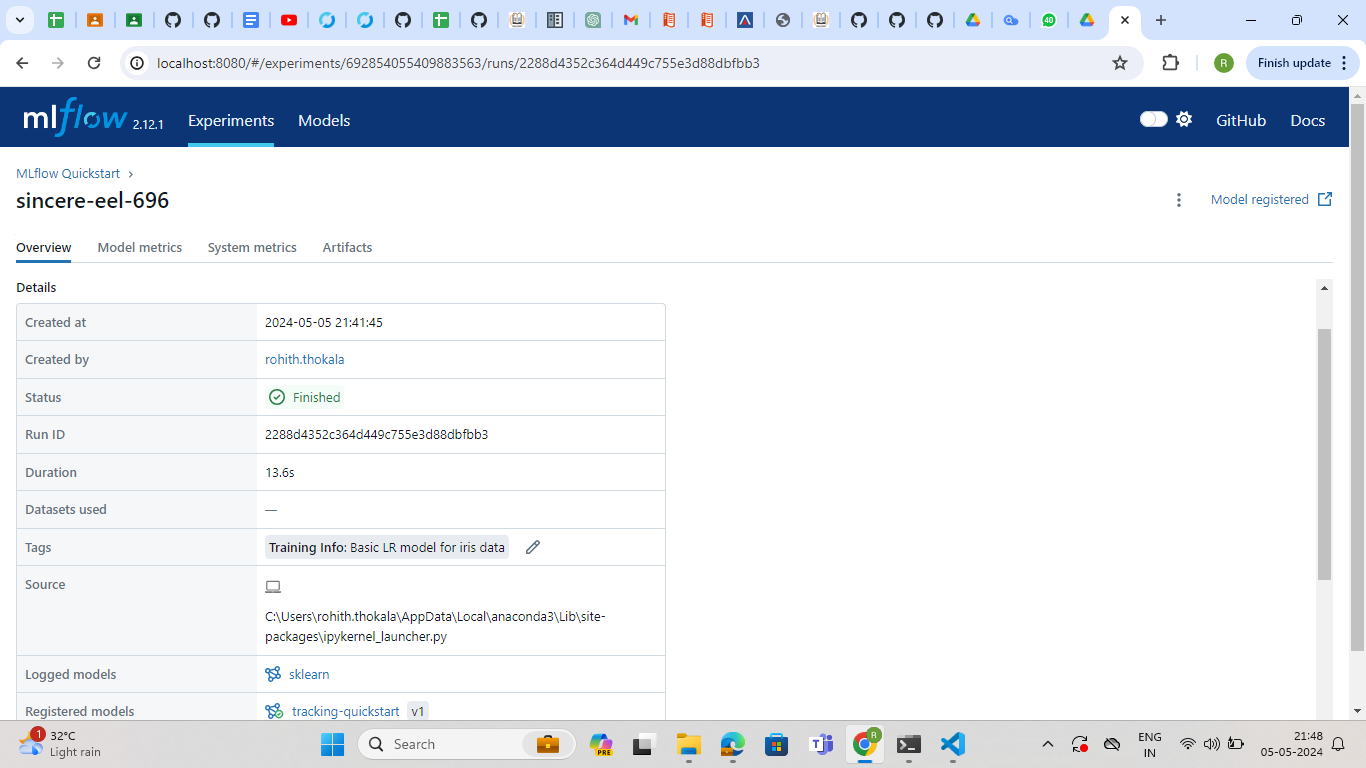 40
localhost:8080/#/experiments/692854055409883563/runs/2288d4352c364d449c755e3d88dbfbb3
R
Finish update
mlflow 2.12.1
Experiments
Models
GitHub
Docs
MLflow Quickstart
sincere-eel-696
Model registered
Overview
Model metrics
System metrics
Artifacts
Details
Created at
2024-05-05 21:41:45
Created by
rohith.thokala
Status
Finished
Run ID
2288d4352c364d449c755e3d88dbfbb3
Duration
13.6s
Datasets used
—
Tags
Training Info: Basic LR model for iris data
Source
C:\Users\rohith.thokala\AppData\Local\anaconda3\Lib\site-
packages\ipykernel_launcher.py
Logged models
sklearn
Registered models
tracking-quickstart v1
1
32°C
Light rain
Search
PRE
R
ENG
IN
21:48
05-05-2024